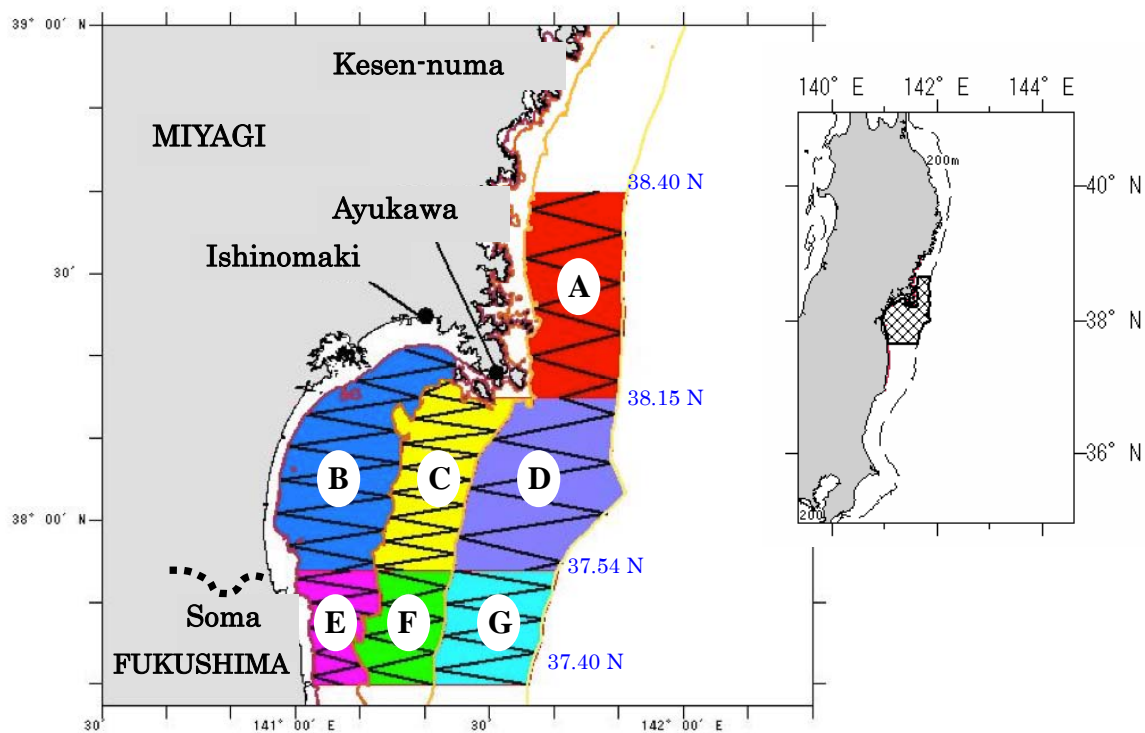 39° 00′ N
Kesen-numa
MIYAGI
38.40 N
Ayukawa
Ishinomaki
30′
A
38.15 N
B
C
D
38° 00′ N
37.54 N
Soma
E
F
G
FUKUSHIMA
37.40 N
30′
141° 00′ E
30′
142° 00′ E
140° E
142° E
144° E
200m
40° N
38° N
36° N
200